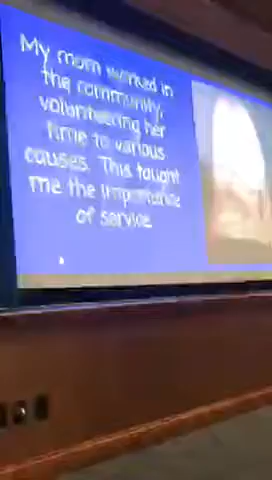 My mom worked in
the community,
volunteering her
time to various
causes. This taught
me the importance
of service